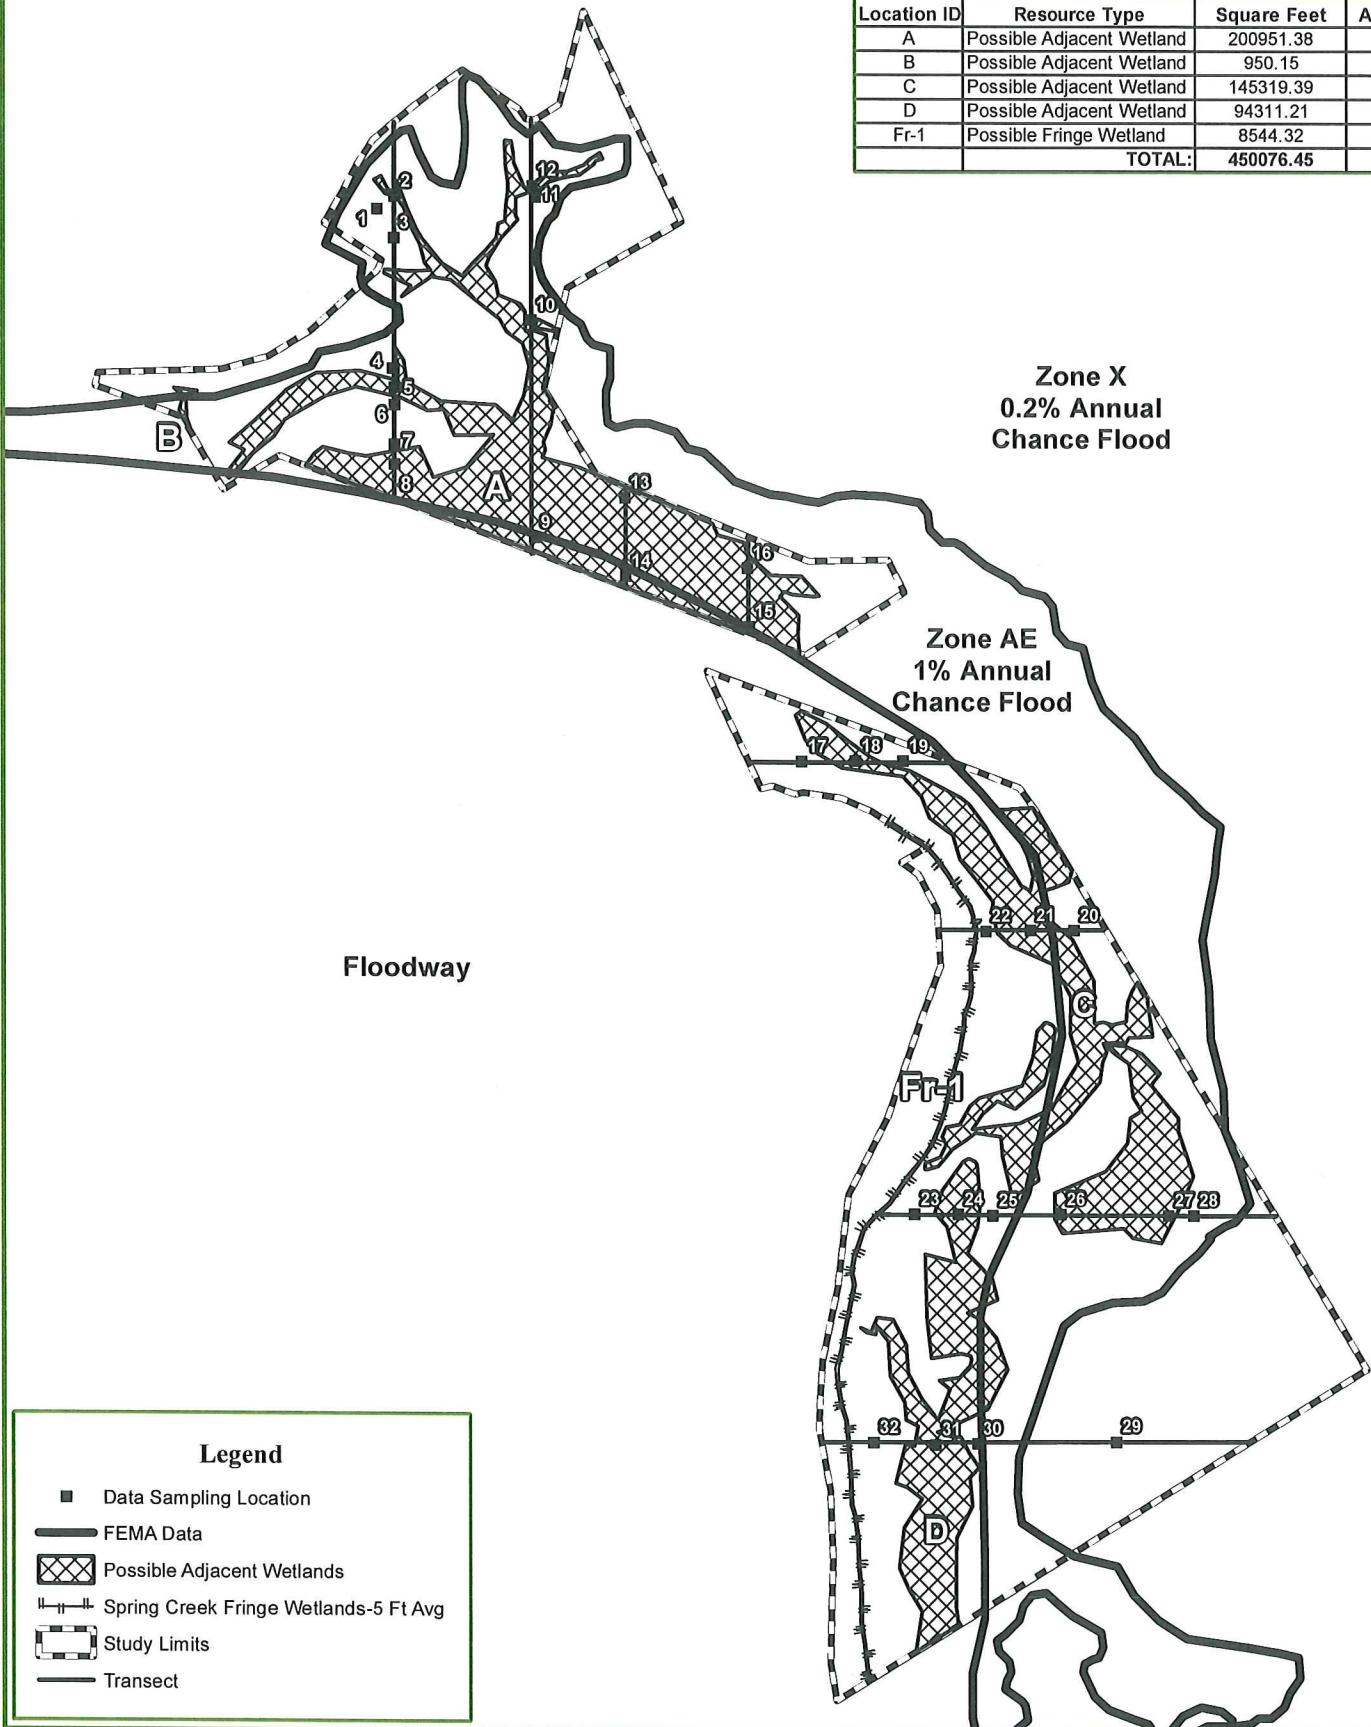 Location ID Resource Type Square Feet A
A Possible Adjacent Wetland 200951.38
B Possible Adjacent Wetland 950.15
C Possible Adjacent Wetland 145319.39
D Possible Adjacent Wetland 94311.21
Fr-1 Possible Fringe Wetland 8544.32
TOTAL: 450076.45
12
2
11
1
3
10
4
5
6
B
7
8
A
9
13
14
16
15
Zone X
0.2% Annual
Chance Flood
Zone AE
1% Annual
Chance Flood
17 18 19
22 21 20
Floodway
C
Fr-1
23 24 25 26 27 28
32 31 30 29
D
Legend
Data Sampling Location
FEMA Data
Possible Adjacent Wetlands
Spring Creek Fringe Wetlands-5 Ft Avg
Study Limits
Transect